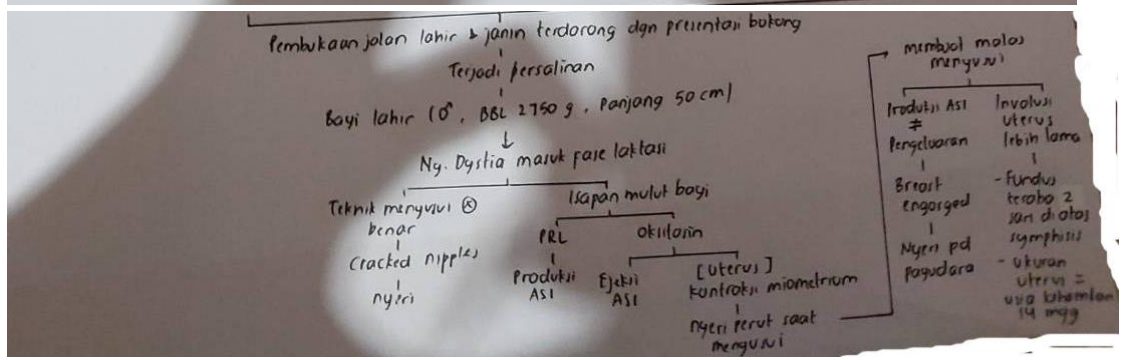 Pembukaan jalan lahir & janin terdorong dgn presentasi bokong
Terjadi persalinan
Bayi lahir (♂, BBL 2750 g, panjang 50 cm)
Ny. Dystia masuk fase laktasi
Teknik menyusui ⊗
benar
Cracked nipples
nyeri
Isapan mulut bayi
PRL
Produksi
ASI
Oksitosin
Ejeksi
ASI
[Uterus]
kontraksi miometrium
nyeri perut saat
menyusui
membuat malas
menyusui
Produksi ASI
≠
Pengeluaran
Breast
engorged
Nyeri pd
payudara
Involusi
uterus
lebih lama
- Fundus
teraba 2
jari di atas
symphisis
- ukuran
uterus =
usia kehamilan
14 mgg